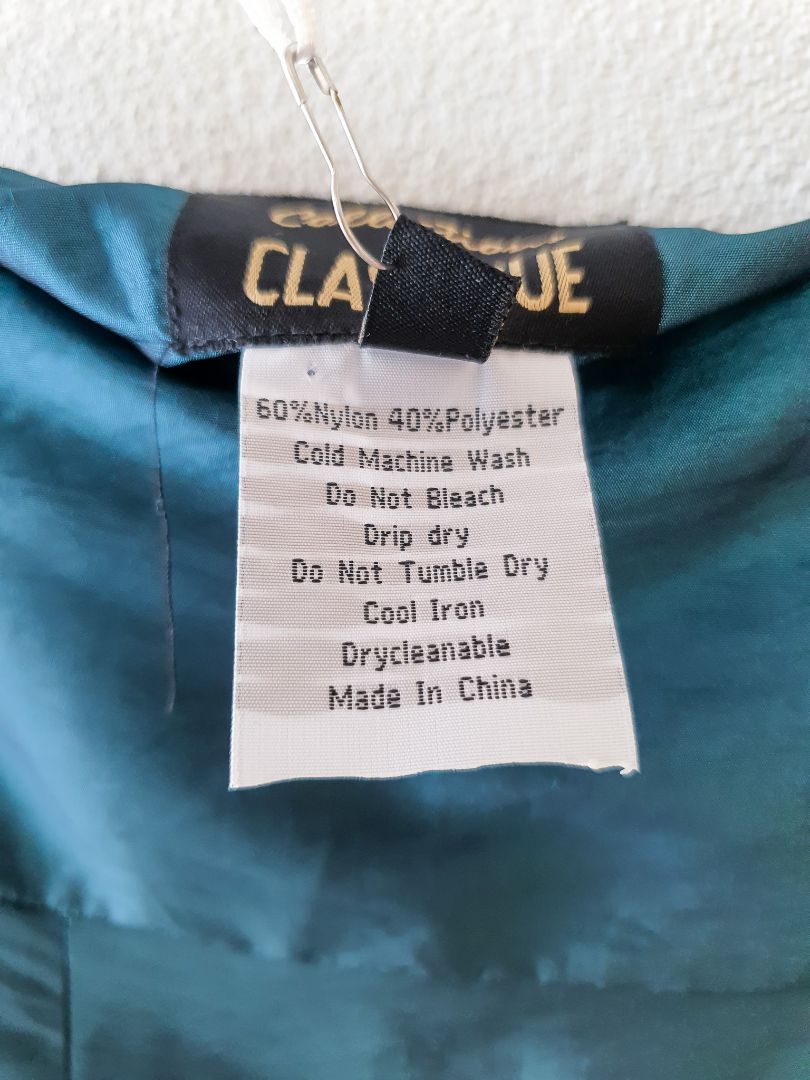 60%Nylon 40%Polyester
Cold Machine Wash
Do Not Bleach
Drip dry
Do Not Tumble Dry
Cool Iron
Drycleanable
Made In China